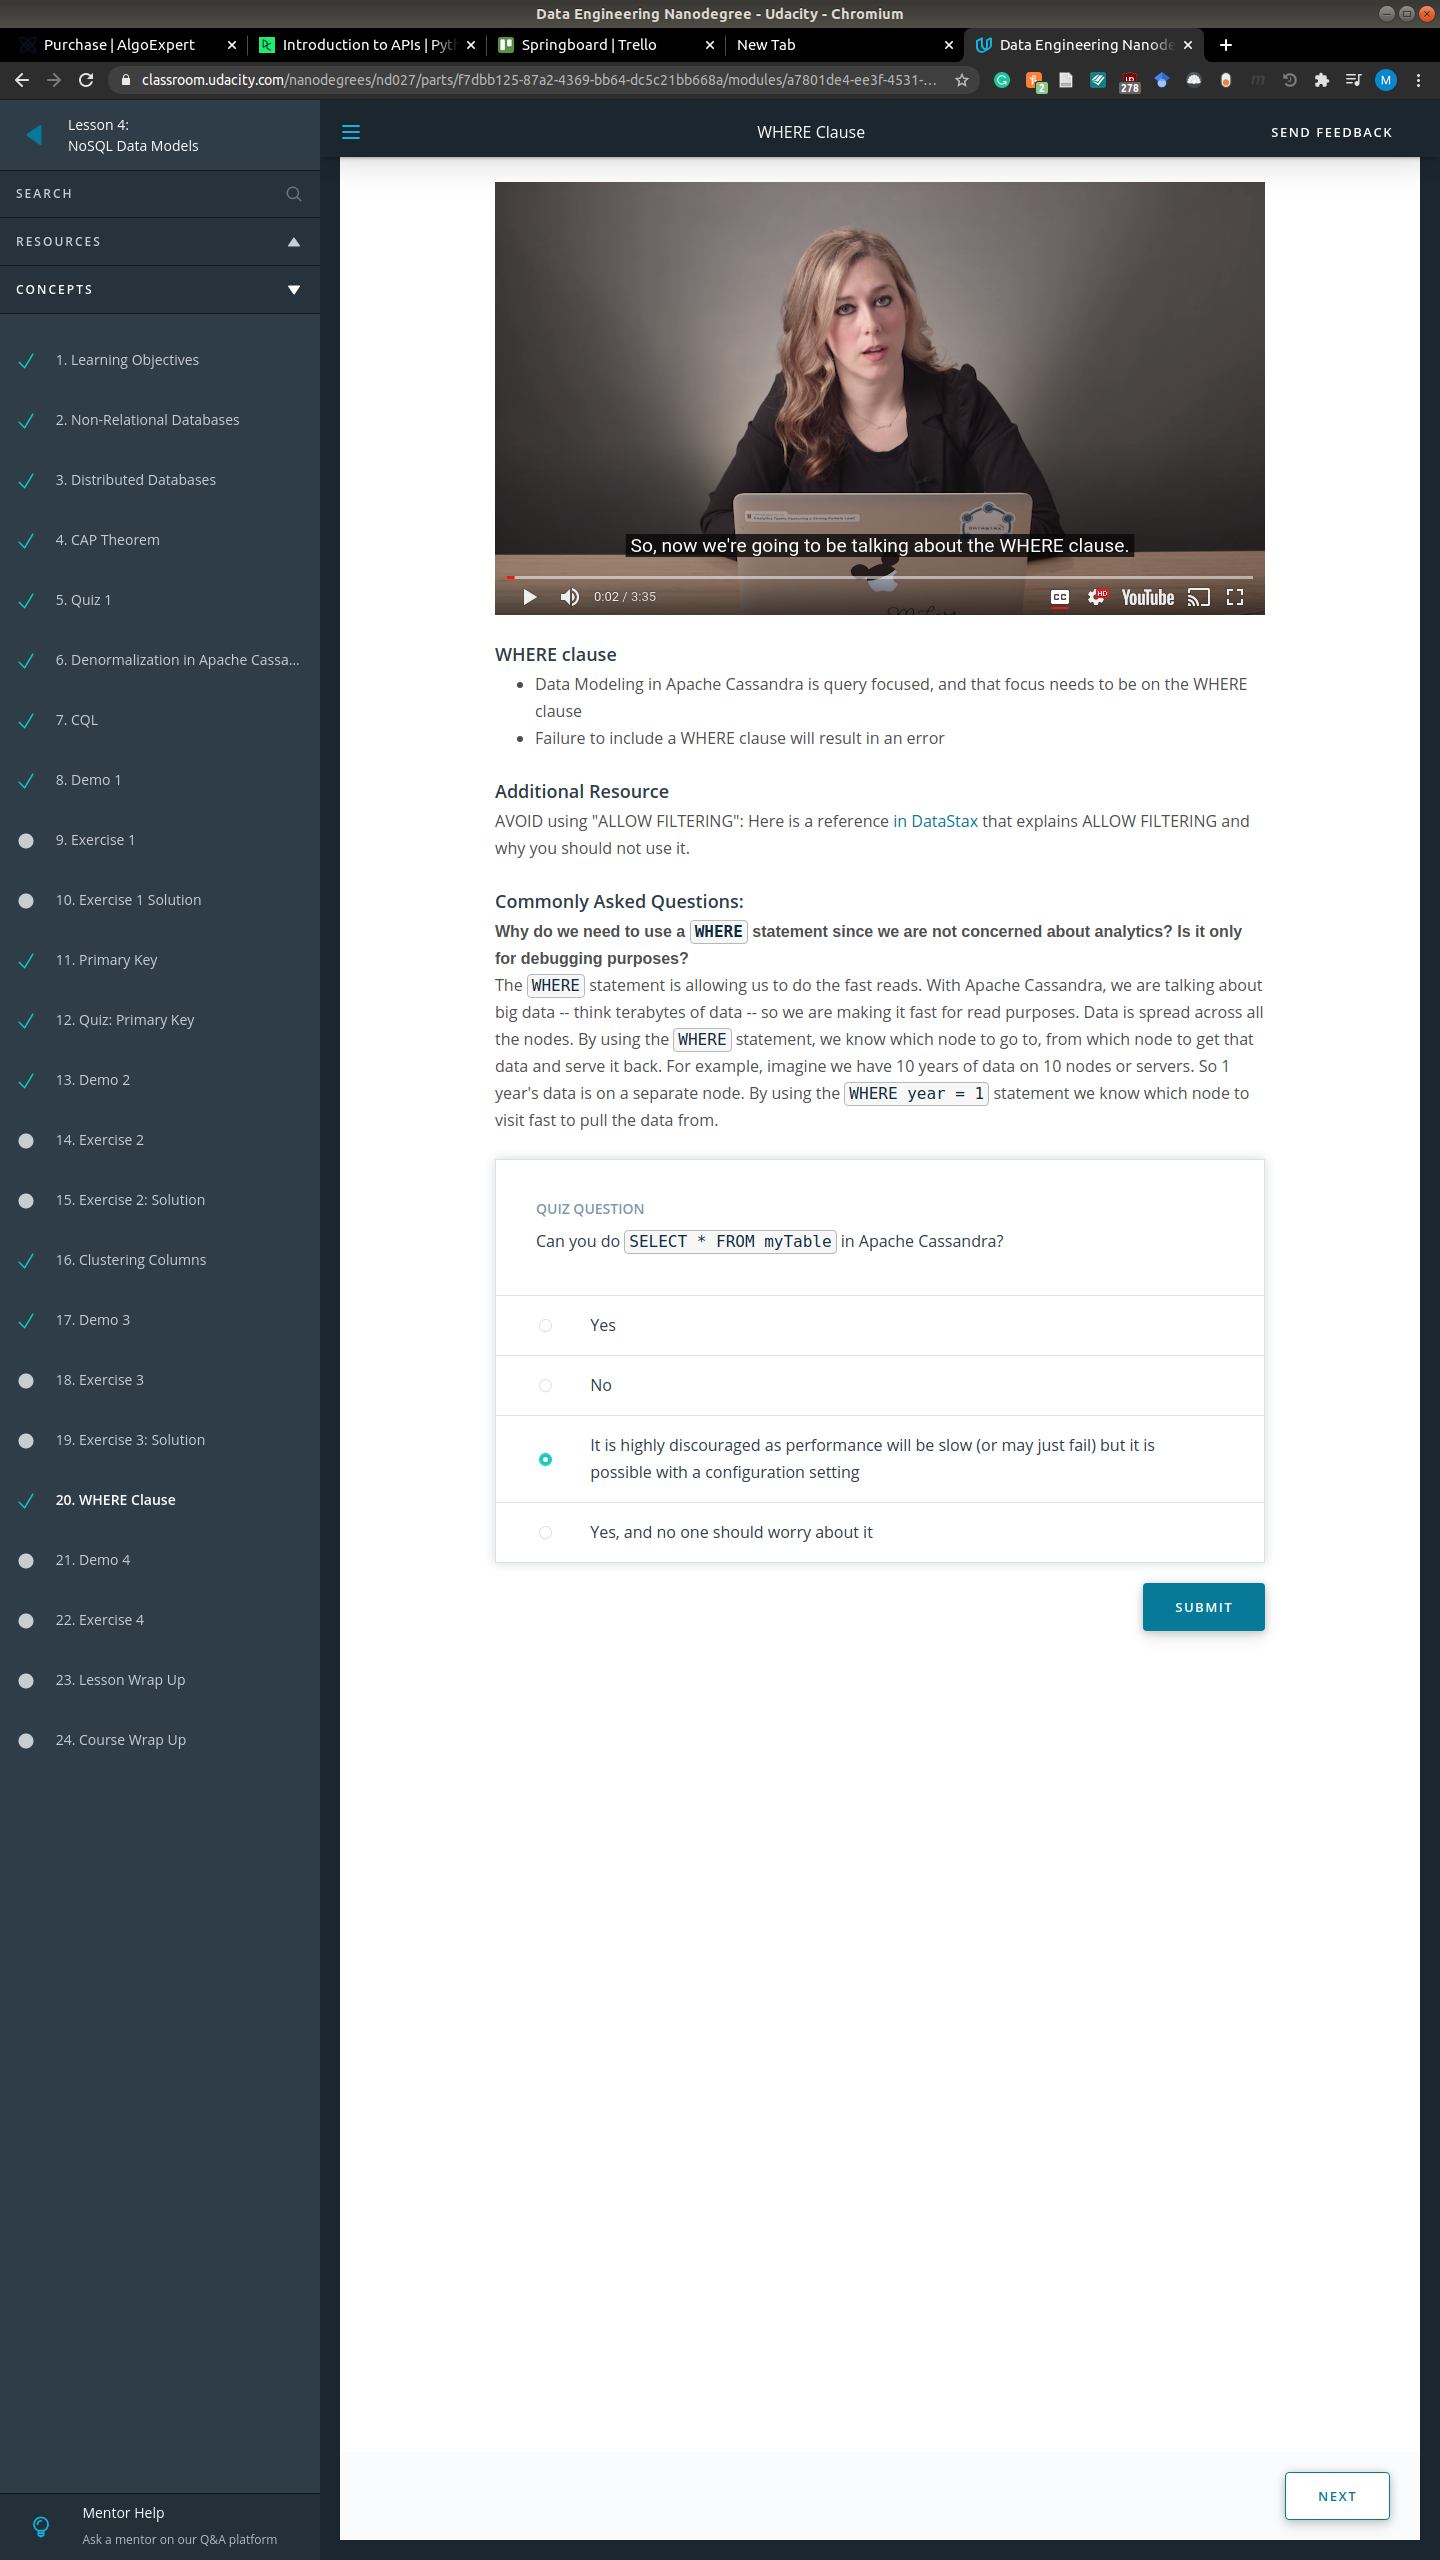 Data Engineering Nanodegree - Udacity - Chromium
Purchase | AlgoExpert
Introduction to APIs | Pyth
Springboard | Trello
New Tab
Data Engineering Nanode
classroom.udacity.com/nanodegrees/nd027/parts/f7dbb125-87a2-4369-bb64-dc5c21bb668a/modules/a7801de4-ee3f-4531-...
2
278
M
Lesson 4:
NoSQL Data Models
WHERE Clause
SEND FEEDBACK
SEARCH
RESOURCES
CONCEPTS
1. Learning Objectives
2. Non-Relational Databases
3. Distributed Databases
4. CAP Theorem
5. Quiz 1
6. Denormalization in Apache Cassa...
7. CQL
8. Demo 1
9. Exercise 1
10. Exercise 1 Solution
11. Primary Key
12. Quiz: Primary Key
13. Demo 2
14. Exercise 2
15. Exercise 2: Solution
16. Clustering Columns
17. Demo 3
18. Exercise 3
19. Exercise 3: Solution
20. WHERE Clause
21. Demo 4
22. Exercise 4
23. Lesson Wrap Up
24. Course Wrap Up
Mentor Help
Ask a mentor on our Q&A platform
So, now we're going to be talking about the WHERE clause.
0:02 / 3:35
CC
HD
YouTube
WHERE clause
Data Modeling in Apache Cassandra is query focused, and that focus needs to be on the WHERE
clause
Failure to include a WHERE clause will result in an error
Additional Resource
AVOID using "ALLOW FILTERING": Here is a reference in DataStax that explains ALLOW FILTERING and
why you should not use it.
Commonly Asked Questions:
Why do we need to use a WHERE statement since we are not concerned about analytics? Is it only
for debugging purposes?
The WHERE statement is allowing us to do the fast reads. With Apache Cassandra, we are talking about
big data -- think terabytes of data -- so we are making it fast for read purposes. Data is spread across all
the nodes. By using the WHERE statement, we know which node to go to, from which node to get that
data and serve it back. For example, imagine we have 10 years of data on 10 nodes or servers. So 1
year's data is on a separate node. By using the WHERE year = 1 statement we know which node to
visit fast to pull the data from.
QUIZ QUESTION
Can you do SELECT * FROM myTable in Apache Cassandra?
Yes
No
It is highly discouraged as performance will be slow (or may just fail) but it is
possible with a configuration setting
Yes, and no one should worry about it
SUBMIT
NEXT